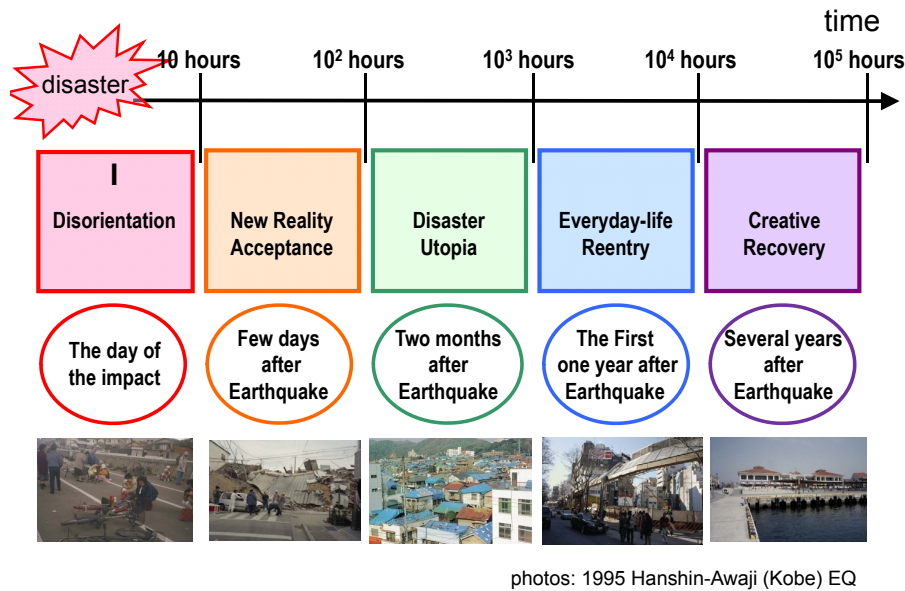 time
disaster
10 hours
10² hours
10³ hours
10⁴ hours
10⁵ hours
I
Disorientation
New Reality
Acceptance
Disaster
Utopia
Everyday-life
Reentry
Creative
Recovery
The day of
the impact
Few days
after
Earthquake
Two months
after
Earthquake
The First
one year after
Earthquake
Several years
after
Earthquake
photos: 1995 Hanshin-Awaji (Kobe) EQ